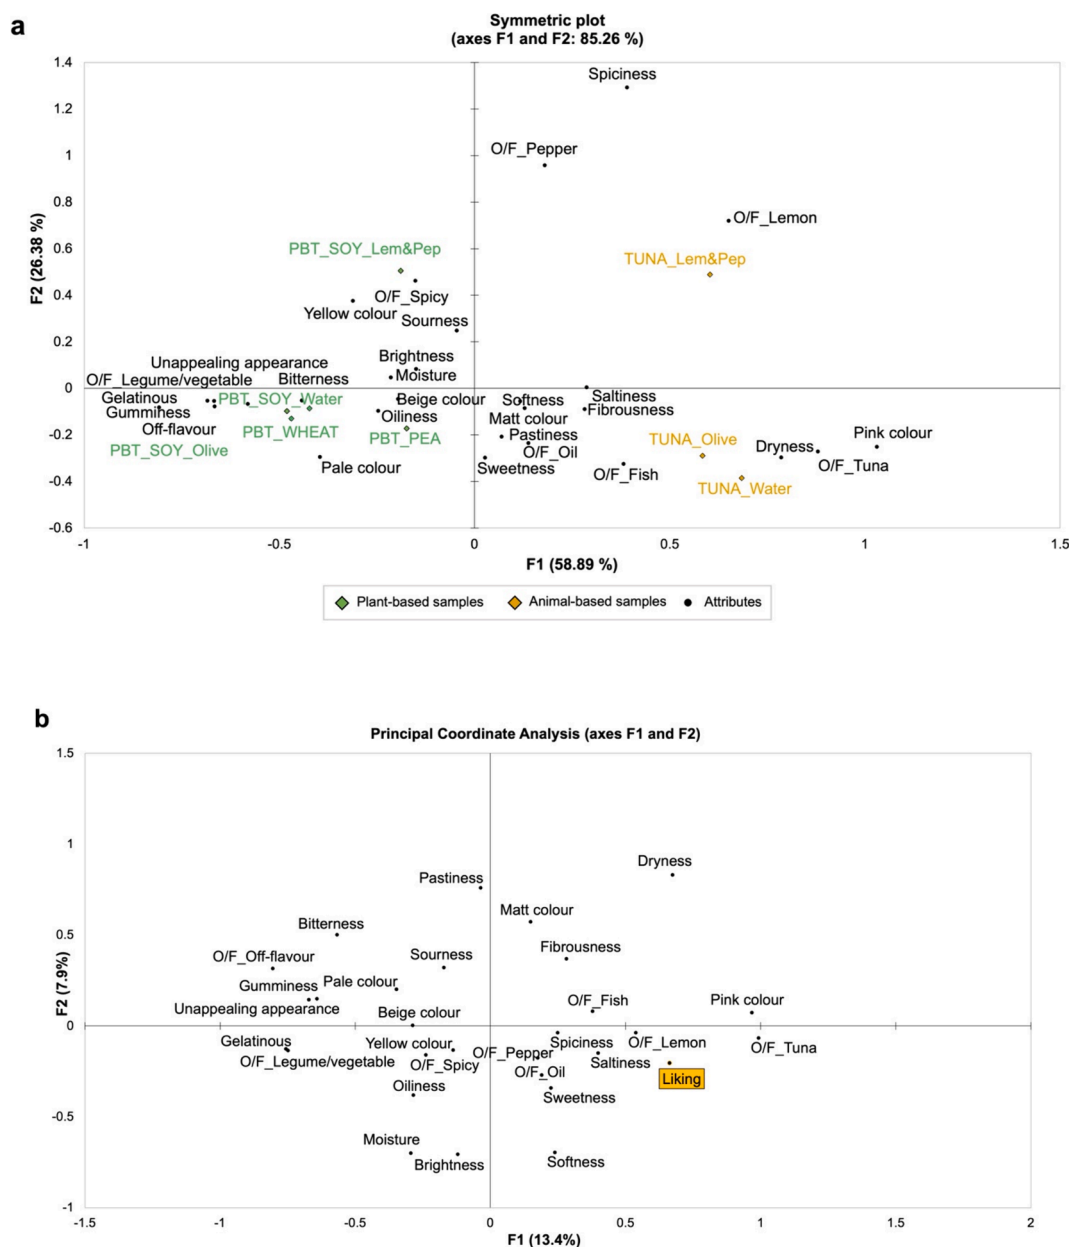 a
Symmetric plot
(axes F1 and F2: 85.26 %)
1.4
Spiciness
1.2
O/F_Pepper
1
0.8
O/F_Lemon
PBT_SOY_Lem&Pep
0.6
TUNA_Lem&Pep
F2 (26.38 %)
0.4
O/F_Spicy
Yellow colour
Sourness
0.2
Brightness
Unappealing appearance
Moisture
O/F_Legume/vegetable
Bitterness
0
Gelatinous
PBT_SOY_Water
Beige colour
Softness
Saltiness
Gumminess
Oiliness
Matt colour
Fibrousness
Off-flavour
PBT_WHEAT
PBT_PEA
Pastiness
TUNA_Olive
Pink colour
-0.2
PBT_SOY_Olive
O/F_Oil
Dryness
Pale colour
Sweetness
O/F_Fish
O/F_Tuna
-0.4
TUNA_Water
-0.6
-1
-0.5
0
0.5
1
1.5
F1 (58.89 %)
Plant-based samples
Animal-based samples
Attributes
b
Principal Coordinate Analysis (axes F1 and F2)
1.5
1
Dryness
Pastiness
Matt colour
Bitterness
0.5
Fibrousness
O/F_Off-flavour
Sourness
F2 (7.9%)
Gumminess
Pale colour
O/F_Fish
Pink colour
Unappealing appearance
Beige colour
0
Gelatinous
Yellow colour
O/F_Pepper
Spiciness
O/F_Lemon
O/F_Tuna
O/F_Legume/vegetable
O/F_Spicy
O/F_Oil
Saltiness
Liking
Oiliness
Sweetness
-0.5
Moisture
Brightness
Softness
-1
-1.5
-1
-0.5
0
0.5
1
1.5
2
F1 (13.4%)